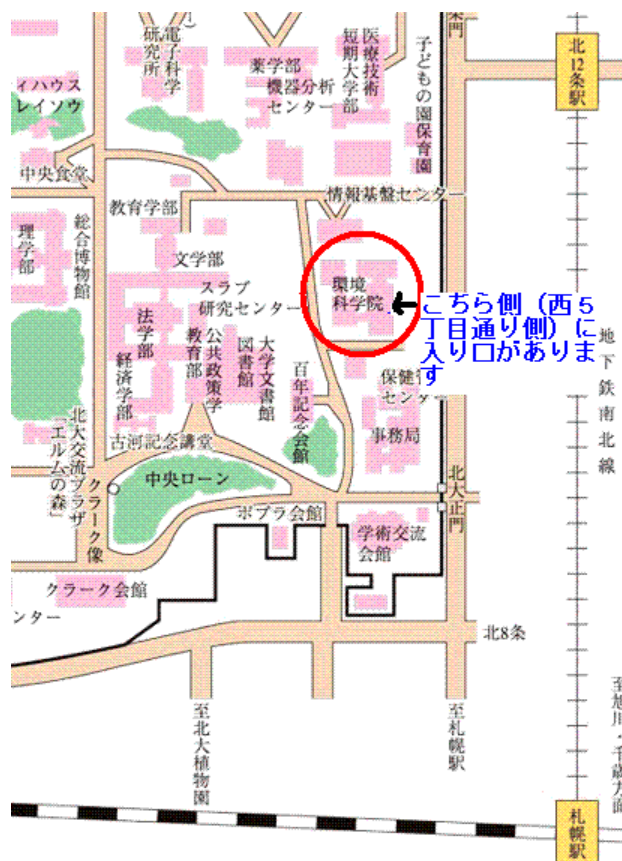 電子科学
研究所
薬学部
機器分析
センター
医療技術
短期大学部
子どもの園保育園
北12条駅
ィハウス
レイソウ
中央食堂
教育学部
情報基盤センター
理学部
総合博物館
文学部
スラブ
研究センター
環境
科学院
こちら側（西５
丁目通り側）に
入り口がありま
す
法学部
経済学部
公共政策学
教育部
図書館
大学文書館
百年記念会館
保健
センター
事務局
地下鉄南北線
古河記念講堂
北大交流プラザ
「エルムの森」
クラーク像
中央ローン
北大正門
ポプラ会館
学術交流
会館
クラーク会館
ンター
北8条
至北大植物園
至札幌駅
至旭川・千歳方面
札幌駅